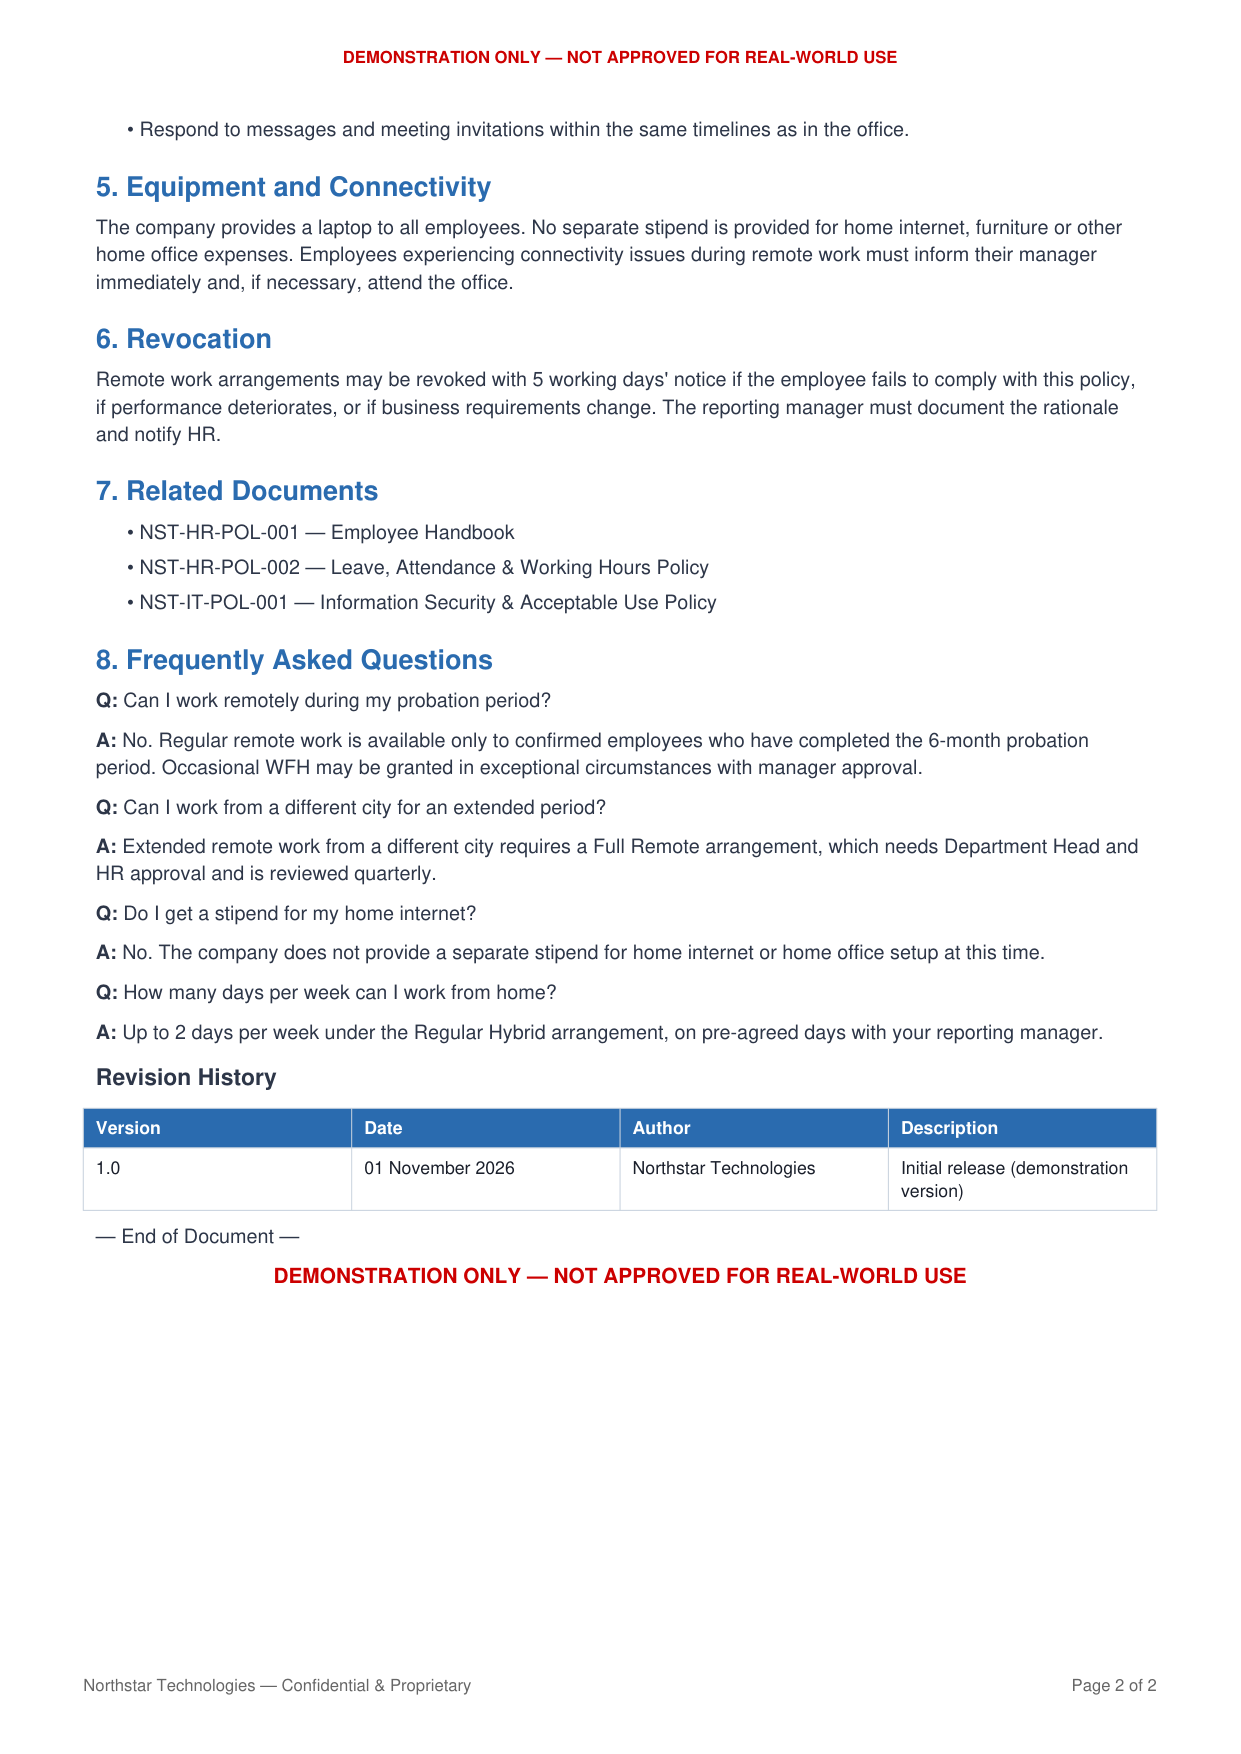 DEMONSTRATION ONLY — NOT APPROVED FOR REAL-WORLD USE
• Respond to messages and meeting invitations within the same timelines as in the office.
5. Equipment and Connectivity
The company provides a laptop to all employees. No separate stipend is provided for home internet, furniture or other
home office expenses. Employees experiencing connectivity issues during remote work must inform their manager
immediately and, if necessary, attend the office.
6. Revocation
Remote work arrangements may be revoked with 5 working days' notice if the employee fails to comply with this policy,
if performance deteriorates, or if business requirements change. The reporting manager must document the rationale
and notify HR.
7. Related Documents
• NST-HR-POL-001 — Employee Handbook
• NST-HR-POL-002 — Leave, Attendance & Working Hours Policy
• NST-IT-POL-001 — Information Security & Acceptable Use Policy
8. Frequently Asked Questions
Q: Can I work remotely during my probation period?
A: No. Regular remote work is available only to confirmed employees who have completed the 6-month probation
period. Occasional WFH may be granted in exceptional circumstances with manager approval.
Q: Can I work from a different city for an extended period?
A: Extended remote work from a different city requires a Full Remote arrangement, which needs Department Head and
HR approval and is reviewed quarterly.
Q: Do I get a stipend for my home internet?
A: No. The company does not provide a separate stipend for home internet or home office setup at this time.
Q: How many days per week can I work from home?
A: Up to 2 days per week under the Regular Hybrid arrangement, on pre-agreed days with your reporting manager.
Revision History
Version Date Author Description
1.0 01 November 2026 Northstar Technologies Initial release (demonstration
version)
— End of Document —
DEMONSTRATION ONLY — NOT APPROVED FOR REAL-WORLD USE
Northstar Technologies — Confidential & Proprietary Page 2 of 2